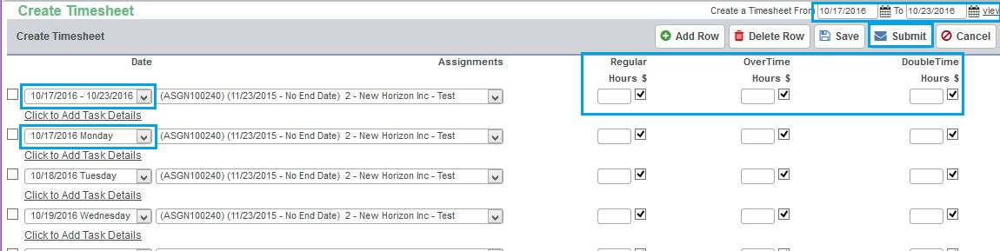 Create Timesheet
Create a Timesheet From 10/17/2016 To 10/23/2016 view
Create Timesheet Add Row Delete Row Save Submit Cancel
Date Assignments Regular OverTime DoubleTime
Hours $ Hours $ Hours $
10/17/2016 - 10/23/2016 (ASGN100240) (11/23/2015 - No End Date) 2 - New Horizon Inc - Test
Click to Add Task Details
10/17/2016 Monday (ASGN100240) (11/23/2015 - No End Date) 2 - New Horizon Inc - Test
Click to Add Task Details
10/18/2016 Tuesday (ASGN100240) (11/23/2015 - No End Date) 2 - New Horizon Inc - Test
Click to Add Task Details
10/19/2016 Wednesday (ASGN100240) (11/23/2015 - No End Date) 2 - New Horizon Inc - Test
Click to Add Task Details